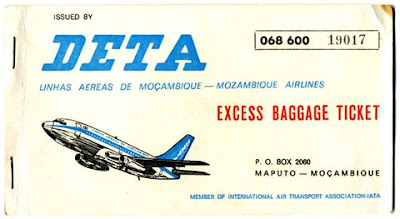 ISSUED BY
DETA
068 600 19017
LINHAS AÉREAS DE MOÇAMBIQUE — MOZAMBIQUE AIRLINES
EXCESS BAGGAGE TICKET
P. O. BOX 2060
MAPUTO — MOÇAMBIQUE
MEMBER OF INTERNATIONAL AIR TRANSPORT ASSOCIATION-IATA